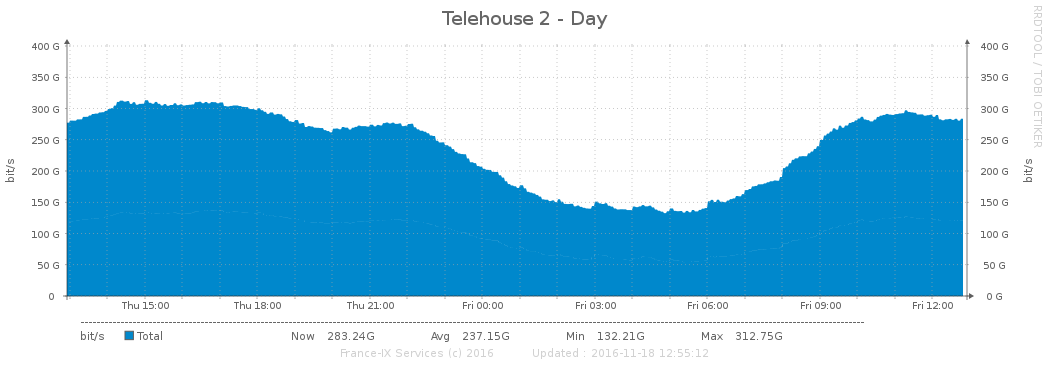 Telehouse 2 - Day
RRDTOOL / TOBI OETIKER
400 G 400 G
350 G 350 G
300 G 300 G
250 G 250 G
200 G 200 G
150 G 150 G
100 G 100 G
50 G 50 G
0 0 G
bit/s bit/s
Thu 15:00 Thu 18:00 Thu 21:00 Fri 00:00 Fri 03:00 Fri 06:00 Fri 09:00 Fri 12:00
bit/s Total Now 283.24G Avg 237.15G Min 132.21G Max 312.75G
France-IX Services (c) 2016 Updated : 2016-11-18 12:55:12